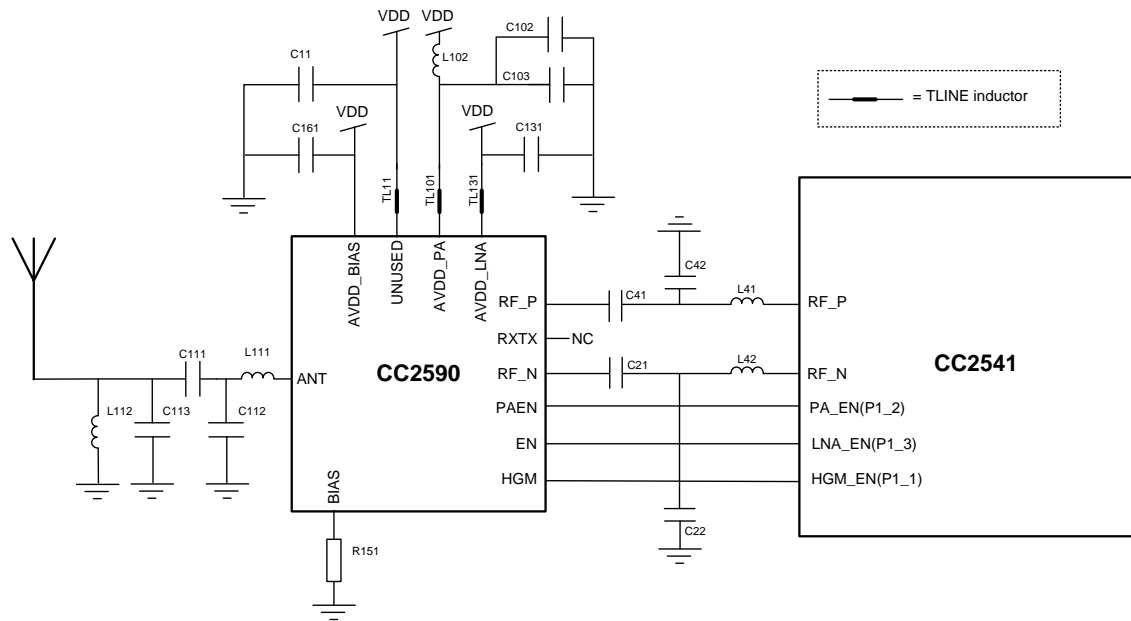 VDD
VDD
C102
C11
L102
C103
VDD
VDD
C161
C131
TL11
TL101
TL131
= TLINE inductor
AVDD_BIAS
UNUSED
AVDD_PA
AVDD_LNA
C42
C41
L41
RF_P
RF_P
RXTX
NC
C111
L111
ANT
CC2590
CC2541
RF_N
C21
L42
RF_N
L112
C113
C112
PAEN
PA_EN(P1_2)
EN
LNA_EN(P1_3)
HGM
HGM_EN(P1_1)
BIAS
C22
R151